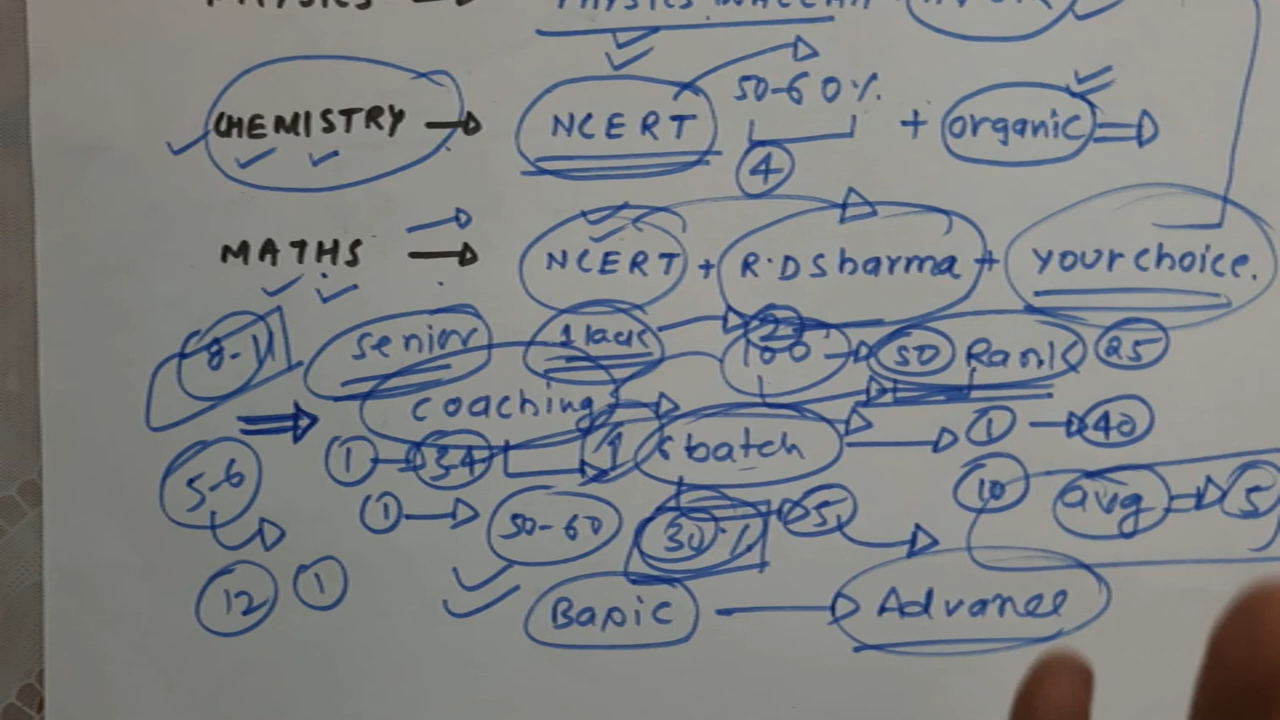 PHYSICS
CHEMISTRY → NCERT 50-60% + organic ⇒
4
MATHS → NCERT + R.D Sharma + your choice.
8-11 senior 1 lack 100 → 50 Rank 25
coaching
1 → 34 batch → 1 → 40
5-6 1 → 50-60 30% 5 10 avg ⇒ 5
12 1 Basic → Advance